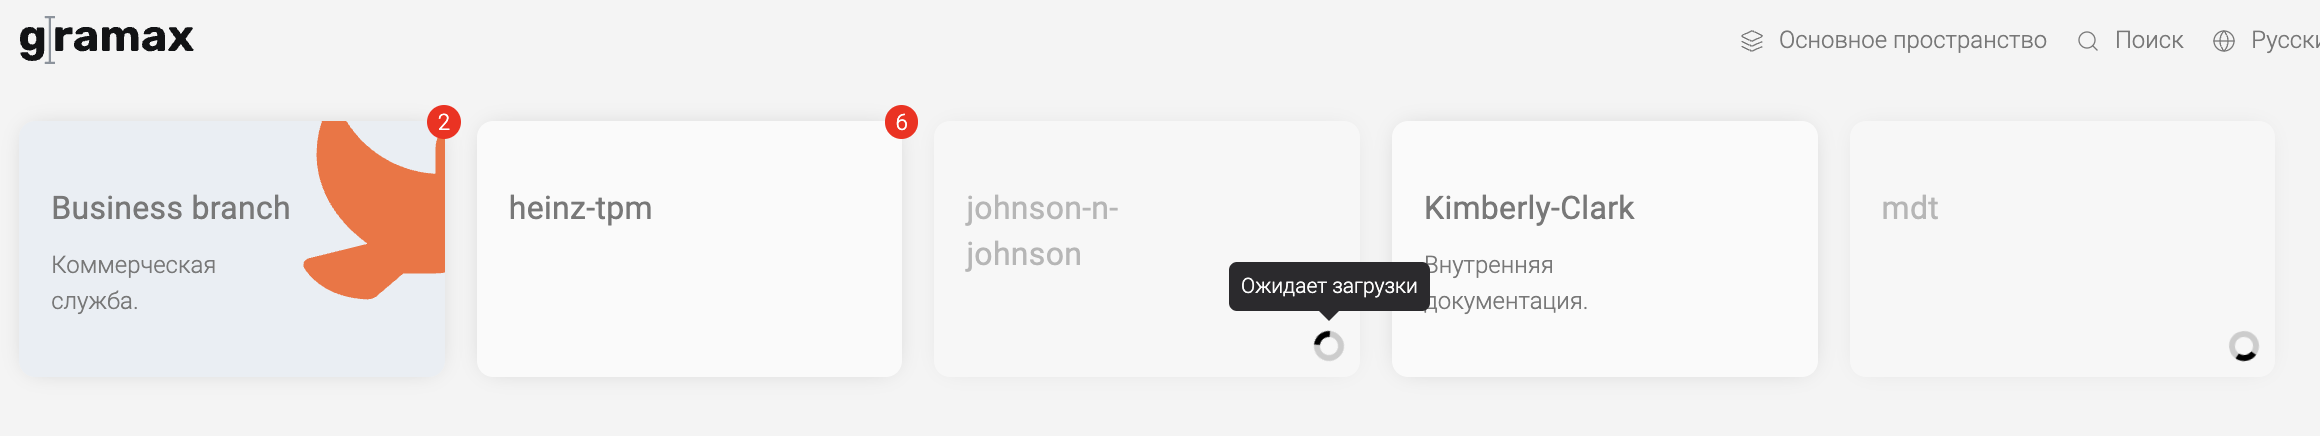 gramax
Основное пространство
Поиск
Русски
2
6
Business branch
Коммерческая
служба.
heinz-tpm
johnson-n-
johnson
Ожидает загрузки
Kimberly-Clark
Внутренняя
документация.
mdt